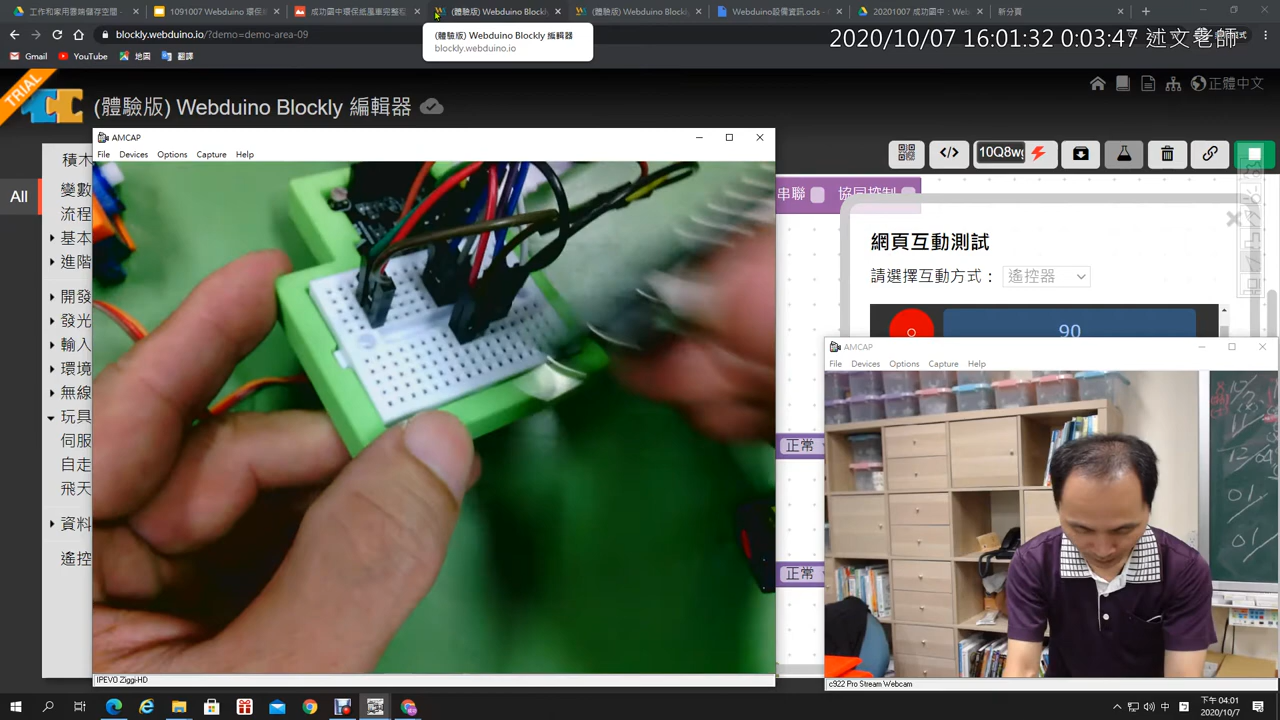 工作和家用雲端硬碟儲存空間
1091007 Webduino 環保
成功國中環保紙風車完整程
(體驗版) Webduino Blockl
(體驗版) Webduino Blockl
Webduino設備資訊.ods -
20201007 成功國中：Web
新分頁
blockly.webduino.io/?demo=demo-area-09
(體驗版) Webduino Blockly 編輯器
blockly.webduino.io
2020/10/07 16:01:32 0:03:47
Gmail
YouTube
地圖
翻譯
TRIAL
(體驗版) Webduino Blockly 編輯器
正體中文
AMCAP
File Devices Options Capture Help
積木
變數
流程
基本
進階
開發
發光
輸入
環境
無線
玩具
伺服
自走
飛天
資料
遙控
All
10Q8w
串聯
協同控制
網頁互動測試
請選擇互動方式：
遙控器
90
正常
正常
AMCAP
File Devices Options Capture Help
IPEVO Ziggi-HD
c922 Pro Stream Webcam
中
下午 04:01
2020/10/7